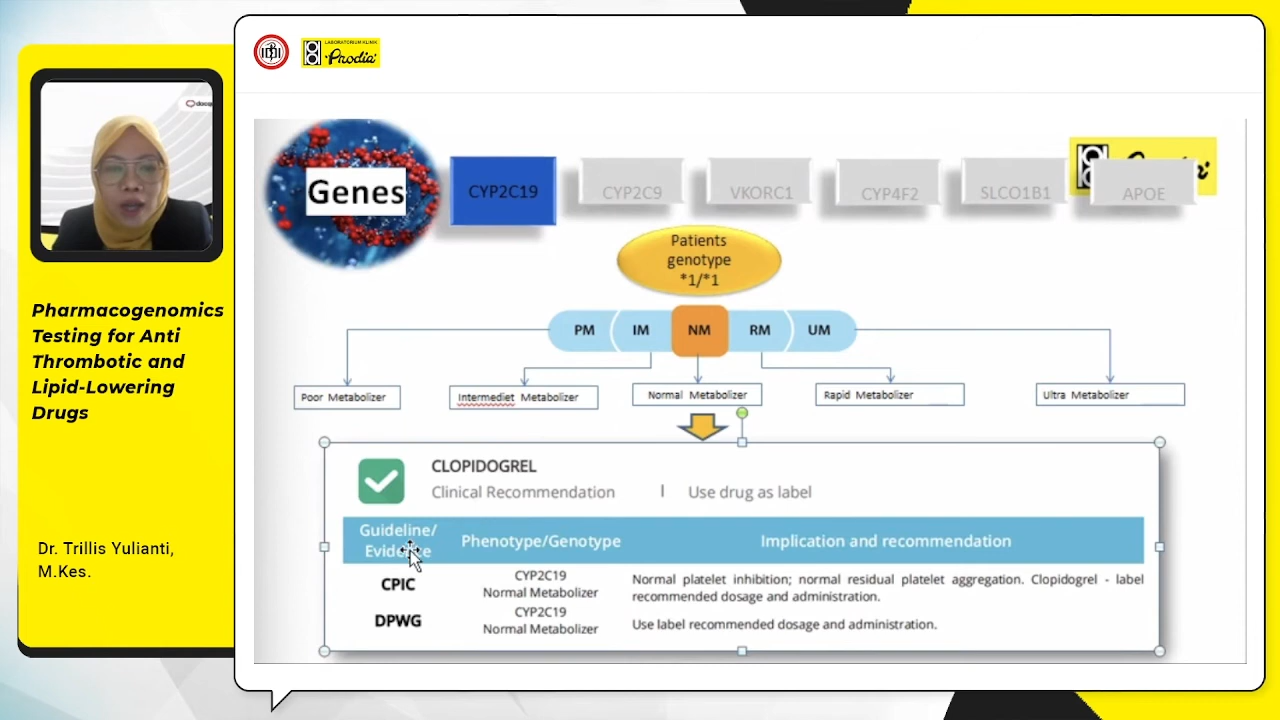 LABORATORIUM KLINIK
Prodia
Pharmacogenomics
Testing for Anti
Thrombotic and
Lipid-Lowering
Drugs
Dr. Trillis Yulianti,
M.Kes.
Genes
CYP2C19
CYP2C9
VKORC1
CYP4F2
SLCO1B1
APOE
Patients
genotype
*1/*1
PM
IM
NM
RM
UM
Poor Metabolizer
Intermediet Metabolizer
Normal Metabolizer
Rapid Metabolizer
Ultra Metabolizer
CLOPIDOGREL
Clinical Recommendation | Use drug as label
Guideline/
Evidence
Phenotype/Genotype
Implication and recommendation
CPIC
CYP2C19
Normal Metabolizer
Normal platelet inhibition; normal residual platelet aggregation. Clopidogrel - label
recommended dosage and administration.
DPWG
CYP2C19
Normal Metabolizer
Use label recommended dosage and administration.